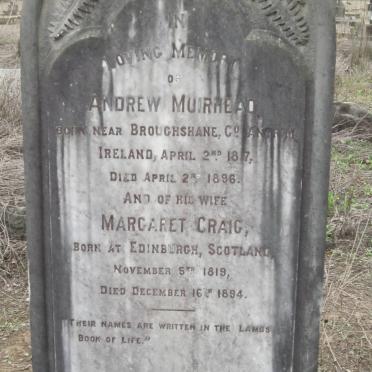 IN
LOVING MEMORY
OF
ANDREW MUIRHEAD
BORN NEAR BROUGHSHANE, CO. ANTRIM,
IRELAND, APRIL 2ND 1817,
DIED APRIL 2ND 1896.
AND OF HIS WIFE
MARGARET CRAIG,
BORN AT EDINBURGH, SCOTLAND,
NOVEMBER 5TH 1819,
DIED DECEMBER 16TH 1894.
"THEIR NAMES ARE WRITTEN IN THE LAMBS
BOOK OF LIFE."